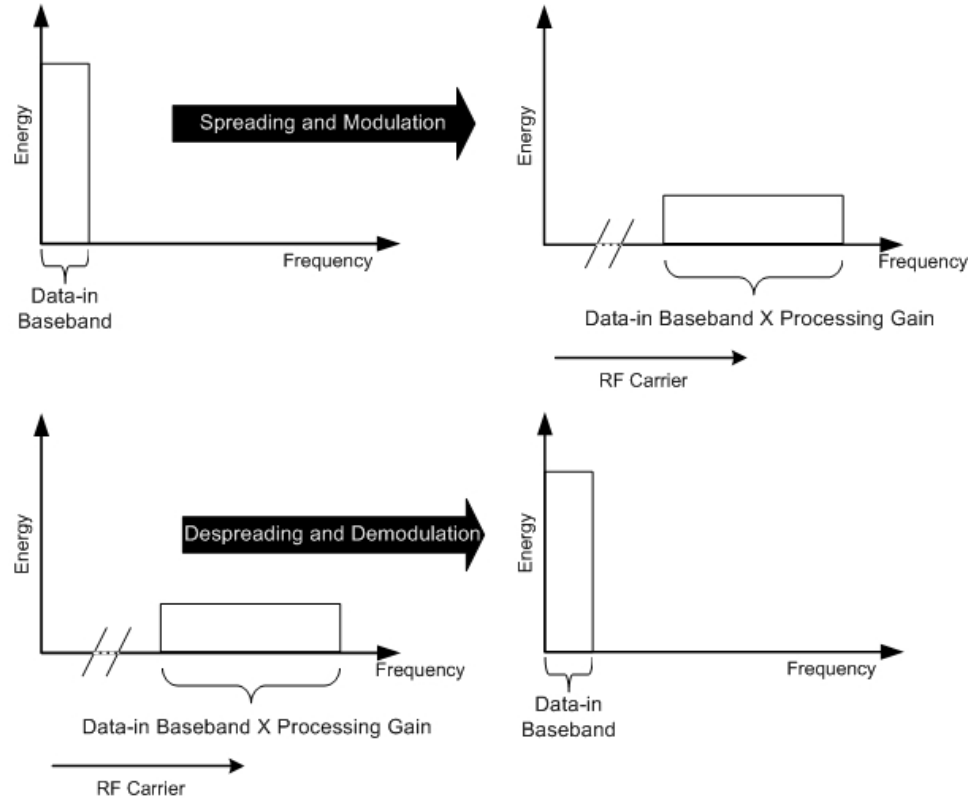 Energy
Spreading and Modulation
Frequency
Data-in
Baseband
Energy
Frequency
Data-in Baseband X Processing Gain
RF Carrier
Energy
Despreading and Demodulation
Frequency
Data-in Baseband X Processing Gain
RF Carrier
Energy
Frequency
Data-in
Baseband